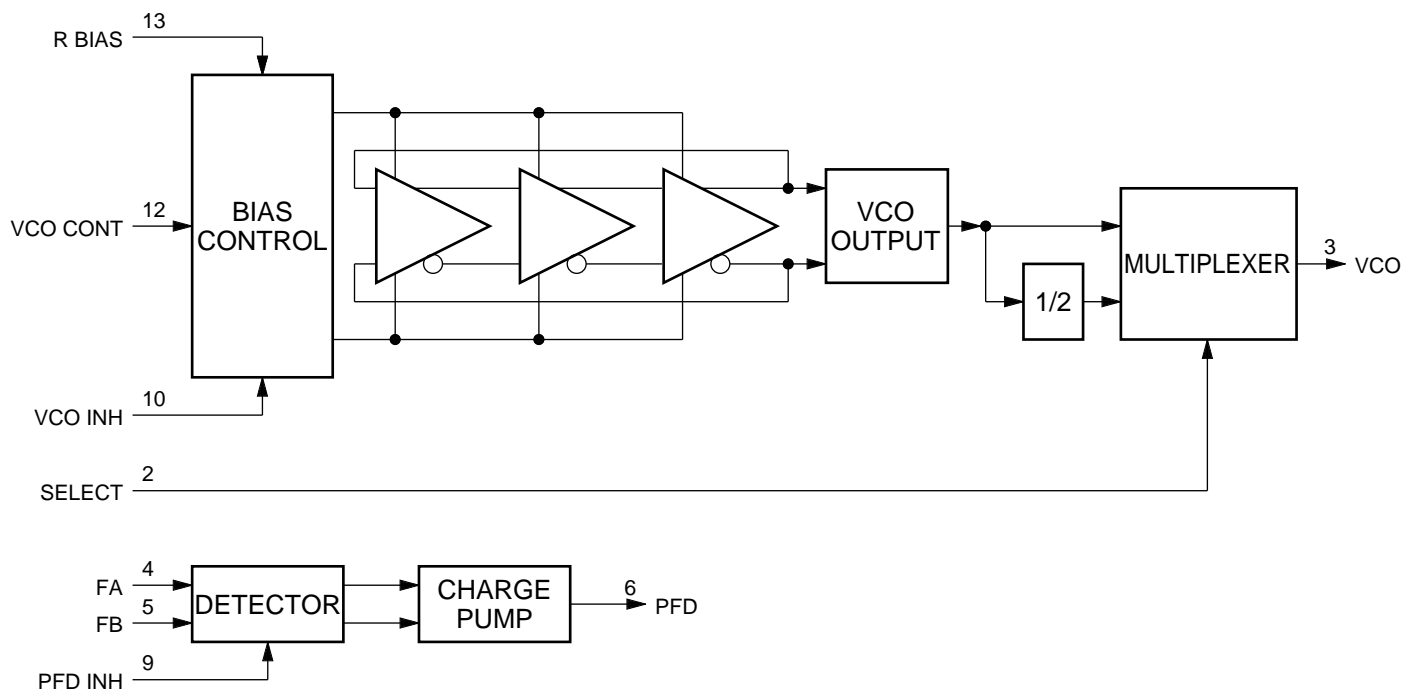 13
R BIAS
12
VCO CONT
BIAS
CONTROL
VCO
OUTPUT
1/2
MULTIPLEXER
3
VCO
10
VCO INH
2
SELECT
4
FA
5
FB
DETECTOR
CHARGE
PUMP
6
PFD
9
PFD INH